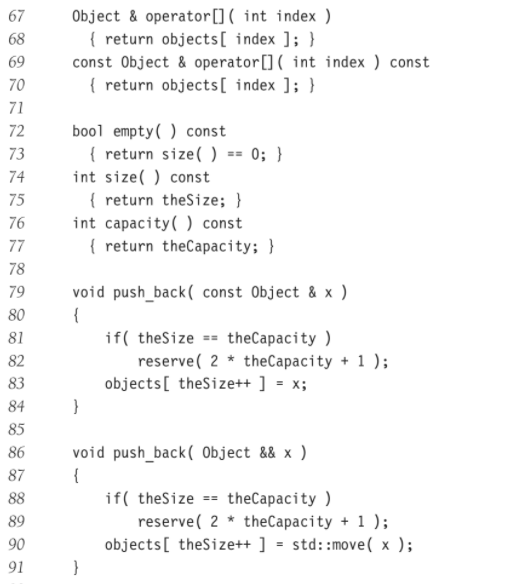 67 Object & operator[]( int index )
68 { return objects[ index ]; }
69 const Object & operator[]( int index ) const
70 { return objects[ index ]; }
71
72 bool empty( ) const
73 { return size( ) == 0; }
74 int size( ) const
75 { return theSize; }
76 int capacity( ) const
77 { return theCapacity; }
78
79 void push_back( const Object & x )
80 {
81 if( theSize == theCapacity )
82 reserve( 2 * theCapacity + 1 );
83 objects[ theSize++ ] = x;
84 }
85
86 void push_back( Object && x )
87 {
88 if( theSize == theCapacity )
89 reserve( 2 * theCapacity + 1 );
90 objects[ theSize++ ] = std::move( x );
91 }